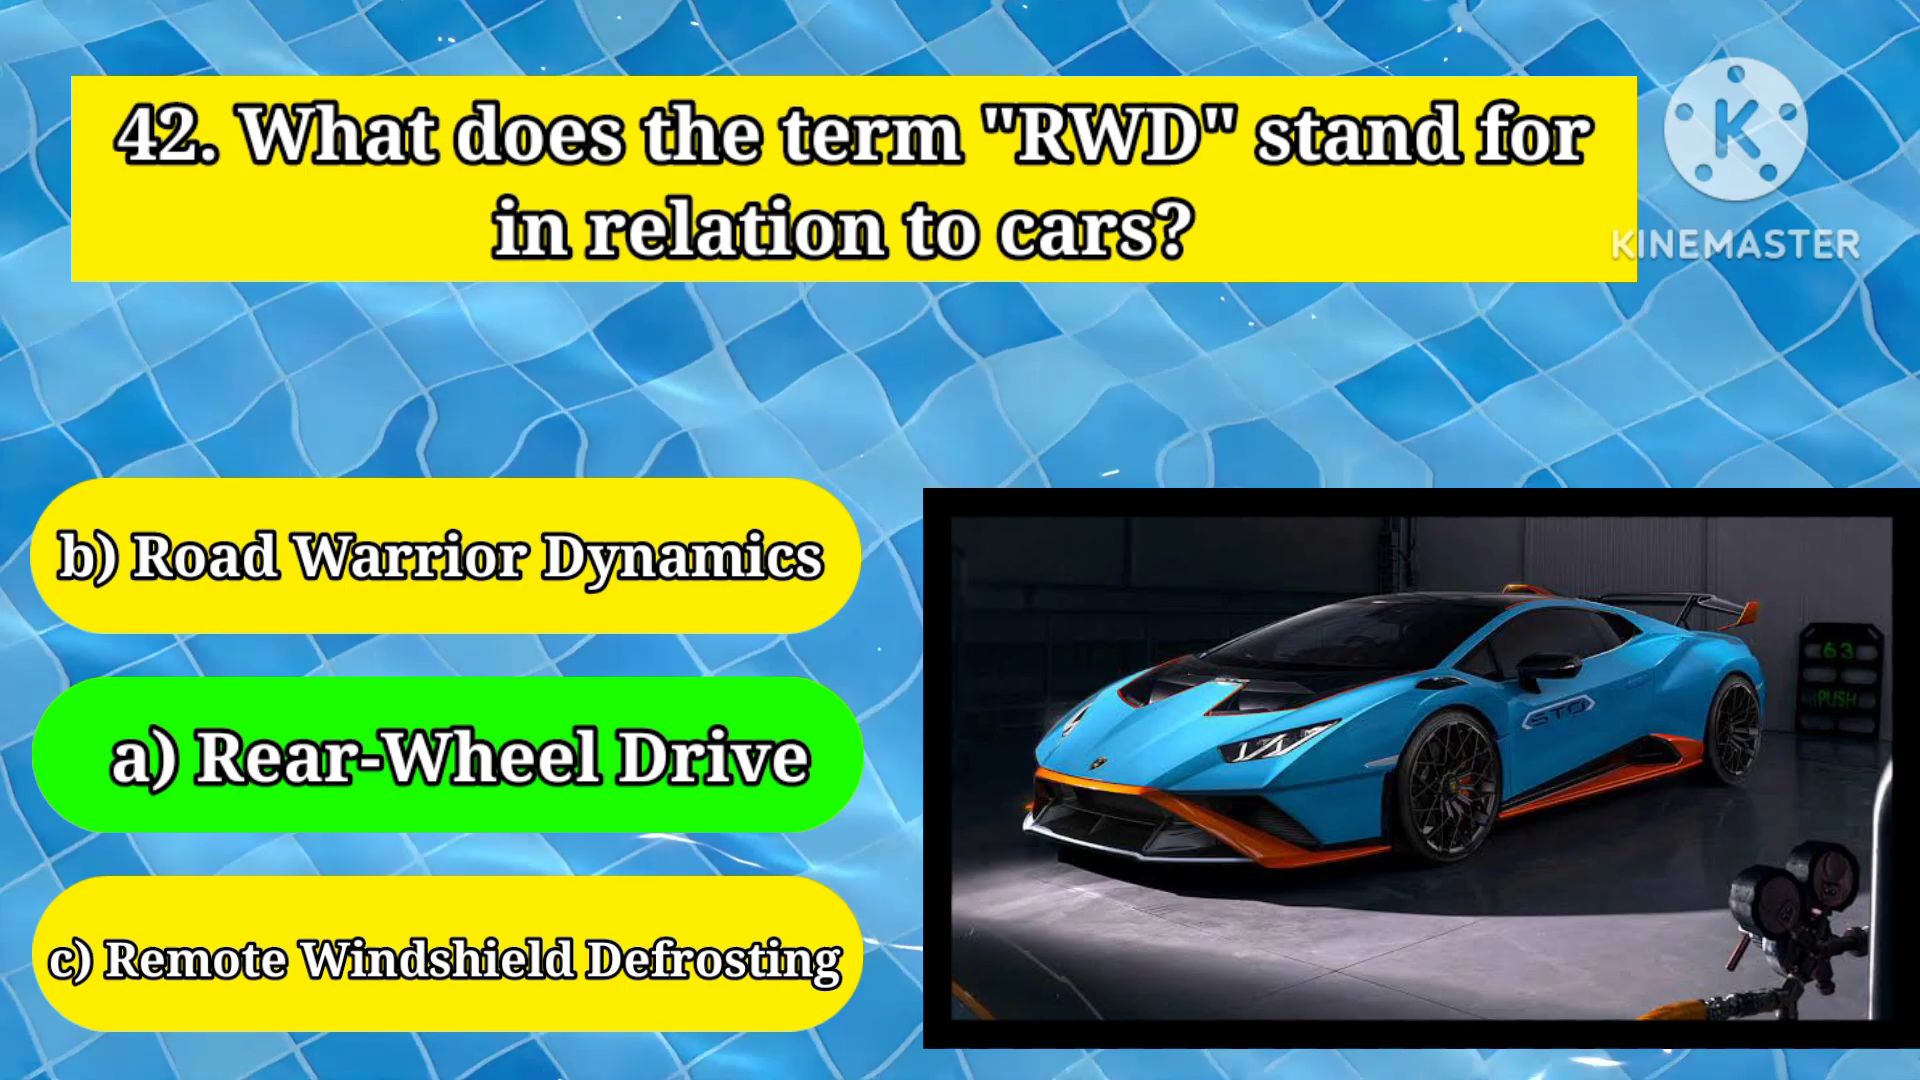 42. What does the term "RWD" stand for
in relation to cars?
K
KINEMASTER
b) Road Warrior Dynamics
a) Rear-Wheel Drive
c) Remote Windshield Defrosting
STO
63
PUSH